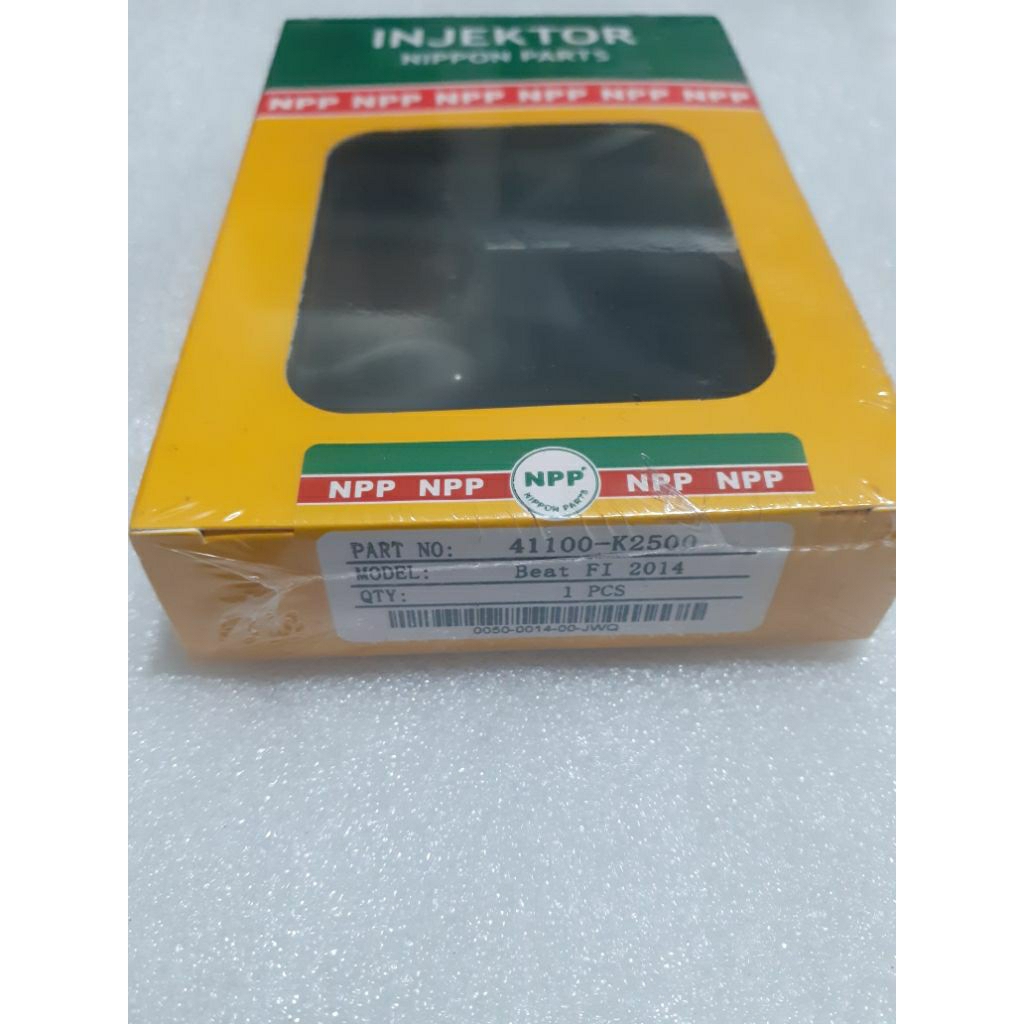 INJEKTOR
NIPPON PARTS
NPP NPP NPP NPP NPP NPP
NPP NPP NPP NPP NPP
NIPPON PARTS
PART NO: 41100-K2500
MODEL: Beat FI 2014
QTY: 1 PCS
0050-0014-00-JWQ